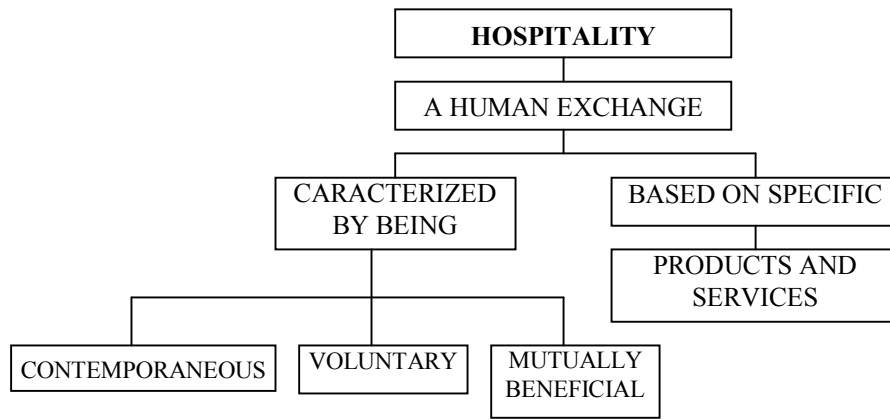 HOSPITALITY
A HUMAN EXCHANGE
CARACTERIZED
BY BEING
BASED ON SPECIFIC
PRODUCTS AND
SERVICES
CONTEMPORANEOUS
VOLUNTARY
MUTUALLY
BENEFICIAL